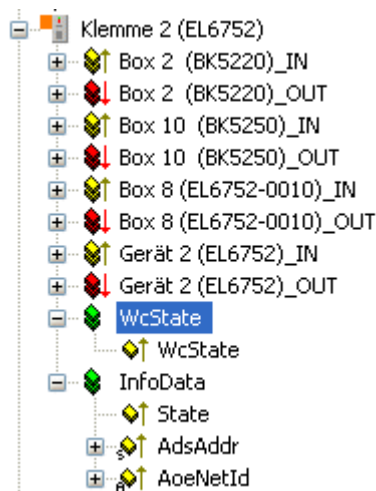 Klemme 2 (EL6752)
Box 2 (BK5220)_IN
Box 2 (BK5220)_OUT
Box 10 (BK5250)_IN
Box 10 (BK5250)_OUT
Box 8 (EL6752-0010)_IN
Box 8 (EL6752-0010)_OUT
Gerät 2 (EL6752)_IN
Gerät 2 (EL6752)_OUT
WcState
WcState
InfoData
State
AdsAddr
AoeNetId